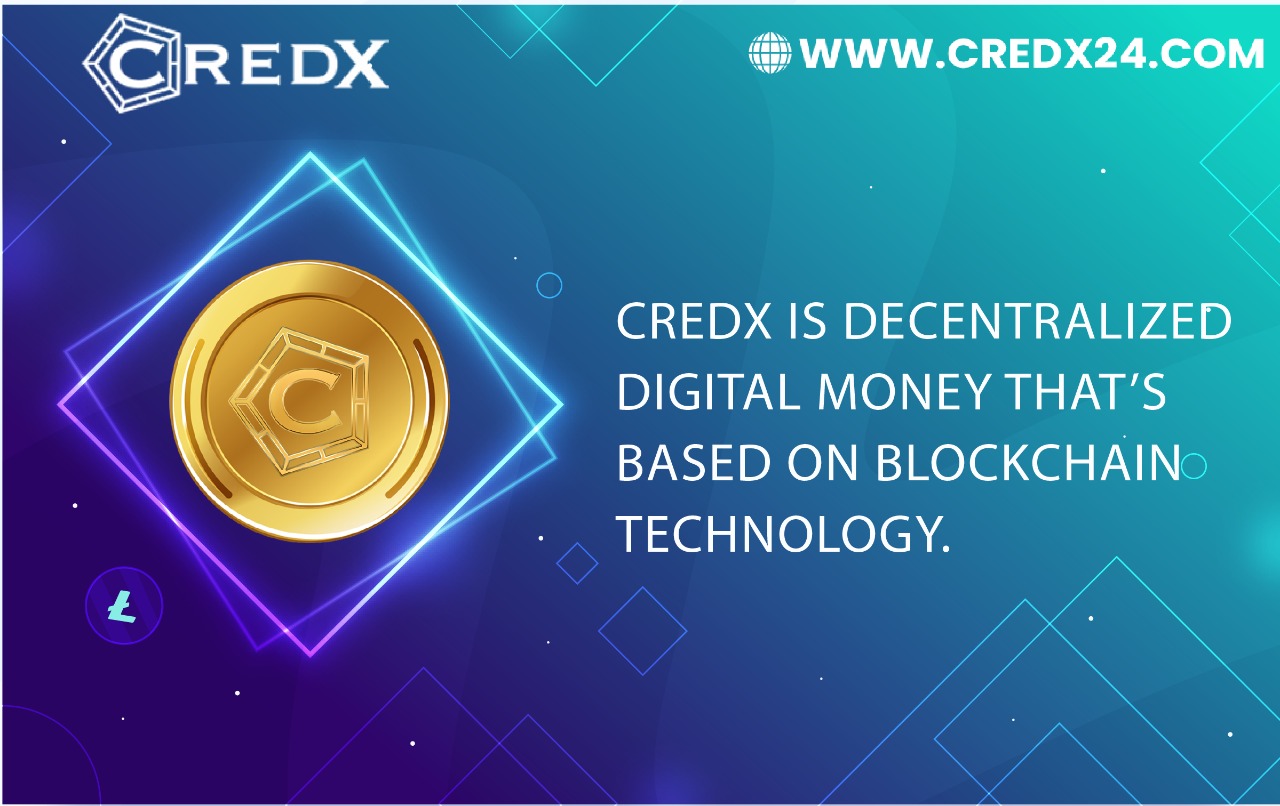 CREDX
WWW.CREDX24.COM
C
Ł
CREDX IS DECENTRALIZED
DIGITAL MONEY THAT’S
BASED ON BLOCKCHAIN
TECHNOLOGY.